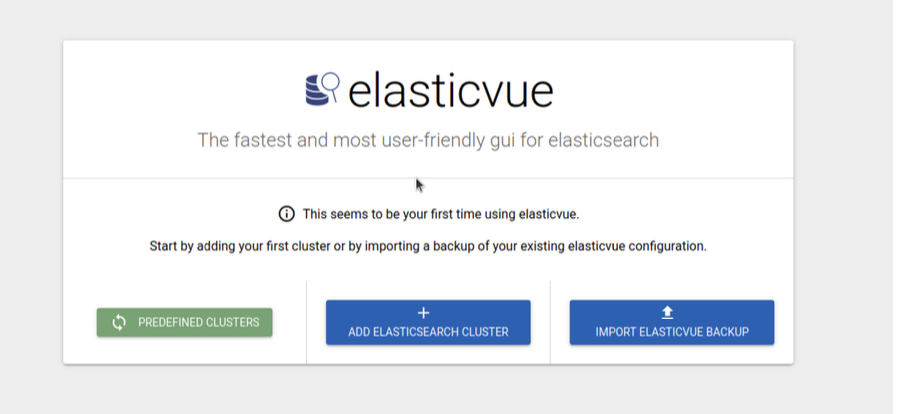 elasticvue
The fastest and most user-friendly gui for elasticsearch
This seems to be your first time using elasticvue.
Start by adding your first cluster or by importing a backup of your existing elasticvue configuration.
PREDEFINED CLUSTERS
ADD ELASTICSEARCH CLUSTER
IMPORT ELASTICVUE BACKUP